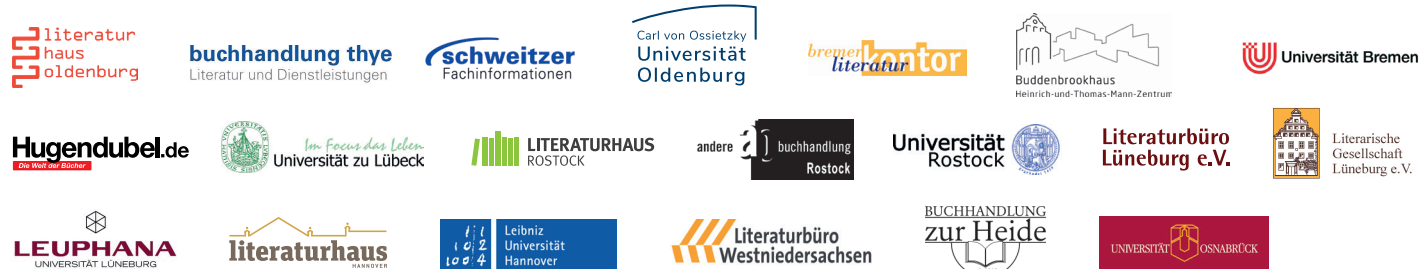 literatur
haus
oldenburg
buchhandlung thye
Literatur und Dienstleistungen
schweitzer
Fachinformationen
Carl von Ossietzky
Universität
Oldenburg
bremer kontor
literatur
Buddenbrookhaus
Heinrich-und-Thomas-Mann-Zentrum
Universität Bremen
Hugendubel.de
Die Welt der Bücher
Im Focus das Leben
Universität zu Lübeck
LITERATURHAUS
ROSTOCK
andere buchhandlung
Rostock
Universität
Rostock
Literaturbüro
Lüneburg e.V.
Literarische
Gesellschaft
Lüneburg e.V.
LEUPHANA
UNIVERSITÄT LÜNEBURG
literaturhaus
HANNOVER
Leibniz
Universität
Hannover
Literaturbüro
Westniedersachsen
BUCHHANDLUNG
zur Heide
UNIVERSITÄT OSNABRÜCK